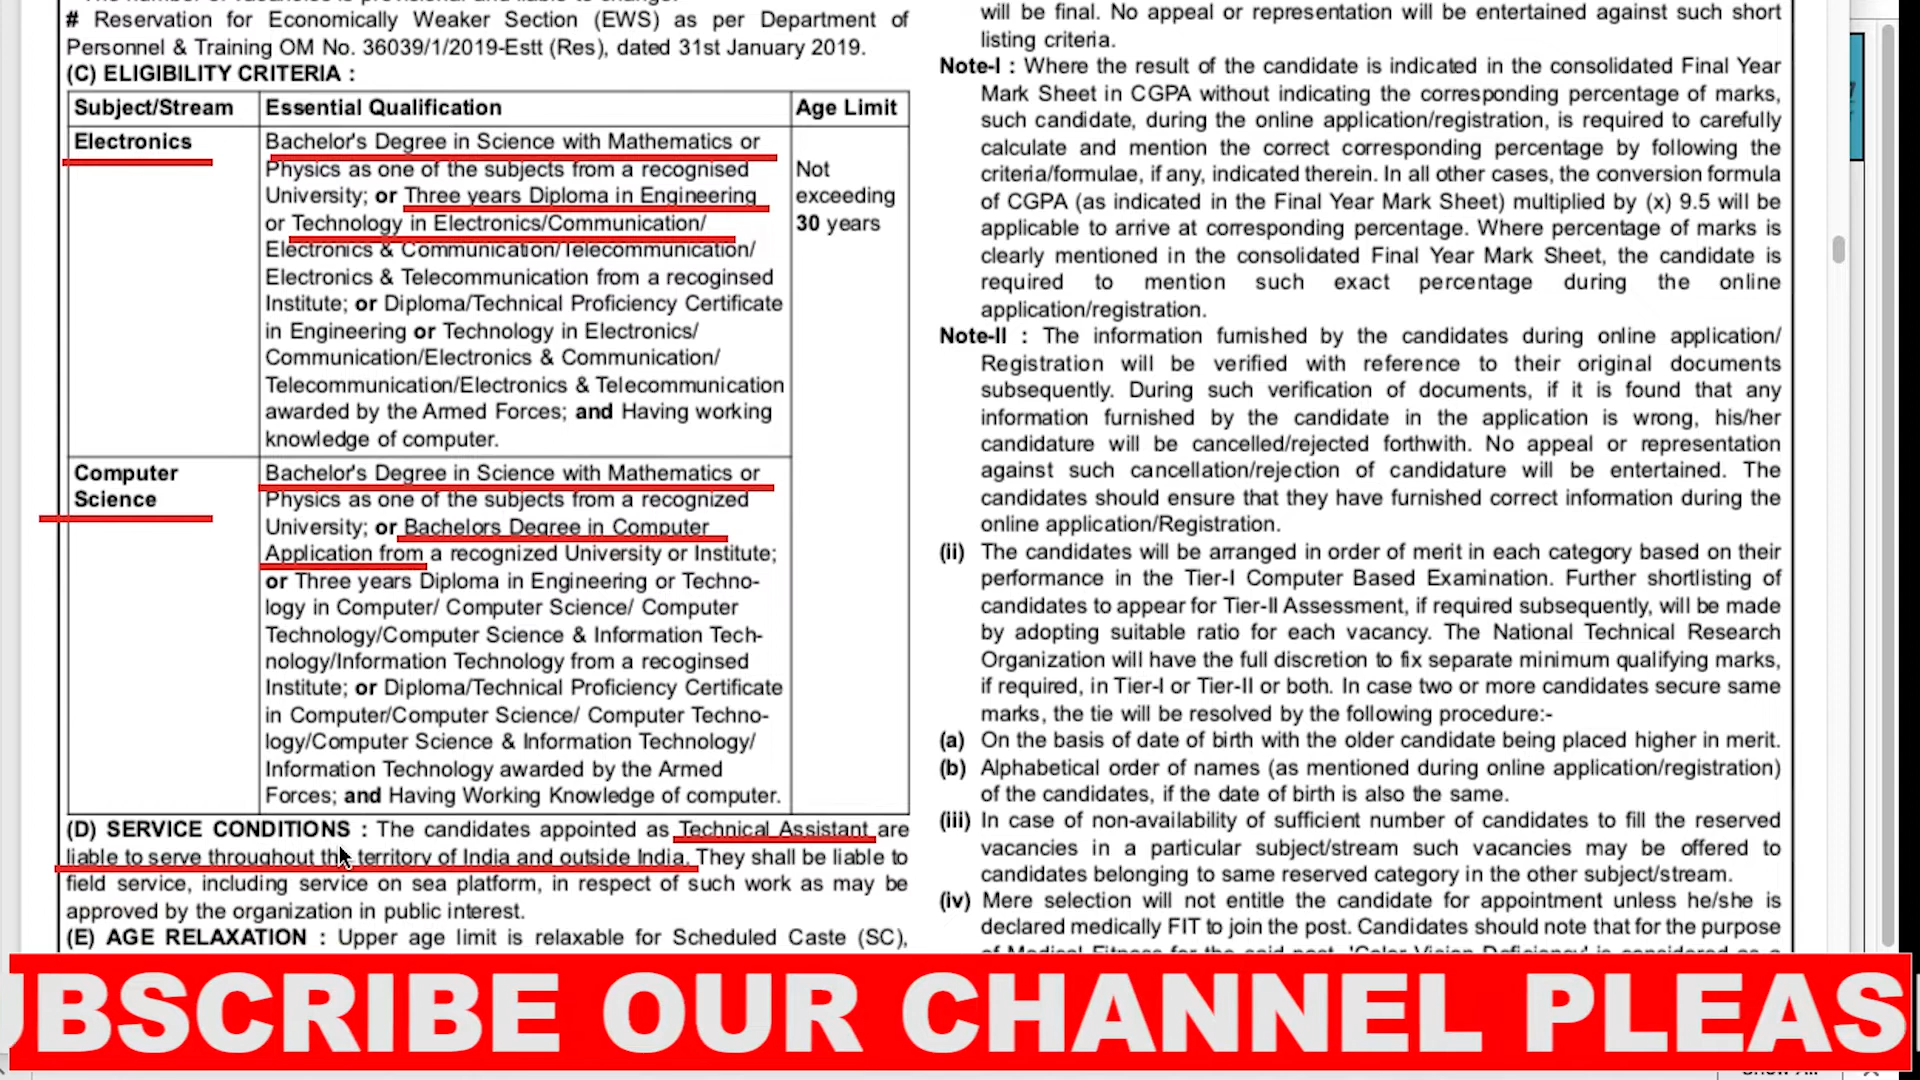 The number of vacancies is provisional and liable to change.
# Reservation for Economically Weaker Section (EWS) as per Department of
Personnel & Training OM No. 36039/1/2019-Estt (Res), dated 31st January 2019.
(C) ELIGIBILITY CRITERIA :
Subject/Stream Essential Qualification Age Limit
Electronics
Bachelor's Degree in Science with Mathematics or
Physics as one of the subjects from a recognised
University; or Three years Diploma in Engineering
or Technology in Electronics/Communication/
Electronics & Communication/Telecommunication/
Electronics & Telecommunication from a recoginsed
Institute; or Diploma/Technical Proficiency Certificate
in Engineering or Technology in Electronics/
Communication/Electronics & Communication/
Telecommunication/Electronics & Telecommunication
awarded by the Armed Forces; and Having working
knowledge of computer.
Not
exceeding
30 years
Computer
Science
Bachelor's Degree in Science with Mathematics or
Physics as one of the subjects from a recognized
University; or Bachelors Degree in Computer
Application from a recognized University or Institute;
or Three years Diploma in Engineering or Techno-
logy in Computer/ Computer Science/ Computer
Technology/Computer Science & Information Tech-
nology/Information Technology from a recoginsed
Institute; or Diploma/Technical Proficiency Certificate
in Computer/Computer Science/ Computer Techno-
logy/Computer Science & Information Technology/
Information Technology awarded by the Armed
Forces; and Having Working Knowledge of computer.
(D) SERVICE CONDITIONS : The candidates appointed as Technical Assistant are
liable to serve throughout the territory of India and outside India. They shall be liable to
field service, including service on sea platform, in respect of such work as may be
approved by the organization in public interest.
(E) AGE RELAXATION : Upper age limit is relaxable for Scheduled Caste (SC),
will be final. No appeal or representation will be entertained against such short
listing criteria.
Note-I : Where the result of the candidate is indicated in the consolidated Final Year
Mark Sheet in CGPA without indicating the corresponding percentage of marks,
such candidate, during the online application/registration, is required to carefully
calculate and mention the correct corresponding percentage by following the
criteria/formulae, if any, indicated therein. In all other cases, the conversion formula
of CGPA (as indicated in the Final Year Mark Sheet) multiplied by (x) 9.5 will be
applicable to arrive at corresponding percentage. Where percentage of marks is
clearly mentioned in the consolidated Final Year Mark Sheet, the candidate is
required to mention such exact percentage during the online
application/registration.
Note-II : The information furnished by the candidates during online application/
Registration will be verified with reference to their original documents
subsequently. During such verification of documents, if it is found that any
information furnished by the candidate in the application is wrong, his/her
candidature will be cancelled/rejected forthwith. No appeal or representation
against such cancellation/rejection of candidature will be entertained. The
candidates should ensure that they have furnished correct information during the
online application/Registration.
(ii) The candidates will be arranged in order of merit in each category based on their
performance in the Tier-I Computer Based Examination. Further shortlisting of
candidates to appear for Tier-II Assessment, if required subsequently, will be made
by adopting suitable ratio for each vacancy. The National Technical Research
Organization will have the full discretion to fix separate minimum qualifying marks,
if required, in Tier-I or Tier-II or both. In case two or more candidates secure same
marks, the tie will be resolved by the following procedure:-
(a) On the basis of date of birth with the older candidate being placed higher in merit.
(b) Alphabetical order of names (as mentioned during online application/registration)
of the candidates, if the date of birth is also the same.
(iii) In case of non-availability of sufficient number of candidates to fill the reserved
vacancies in a particular subject/stream such vacancies may be offered to
candidates belonging to same reserved category in the other subject/stream.
(iv) Mere selection will not entitle the candidate for appointment unless he/she is
declared medically FIT to join the post. Candidates should note that for the purpose
of Medical Fitness for the said post, 'Color Vision Deficiency' is considered as a
UBSCRIBE OUR CHANNEL PLEAS